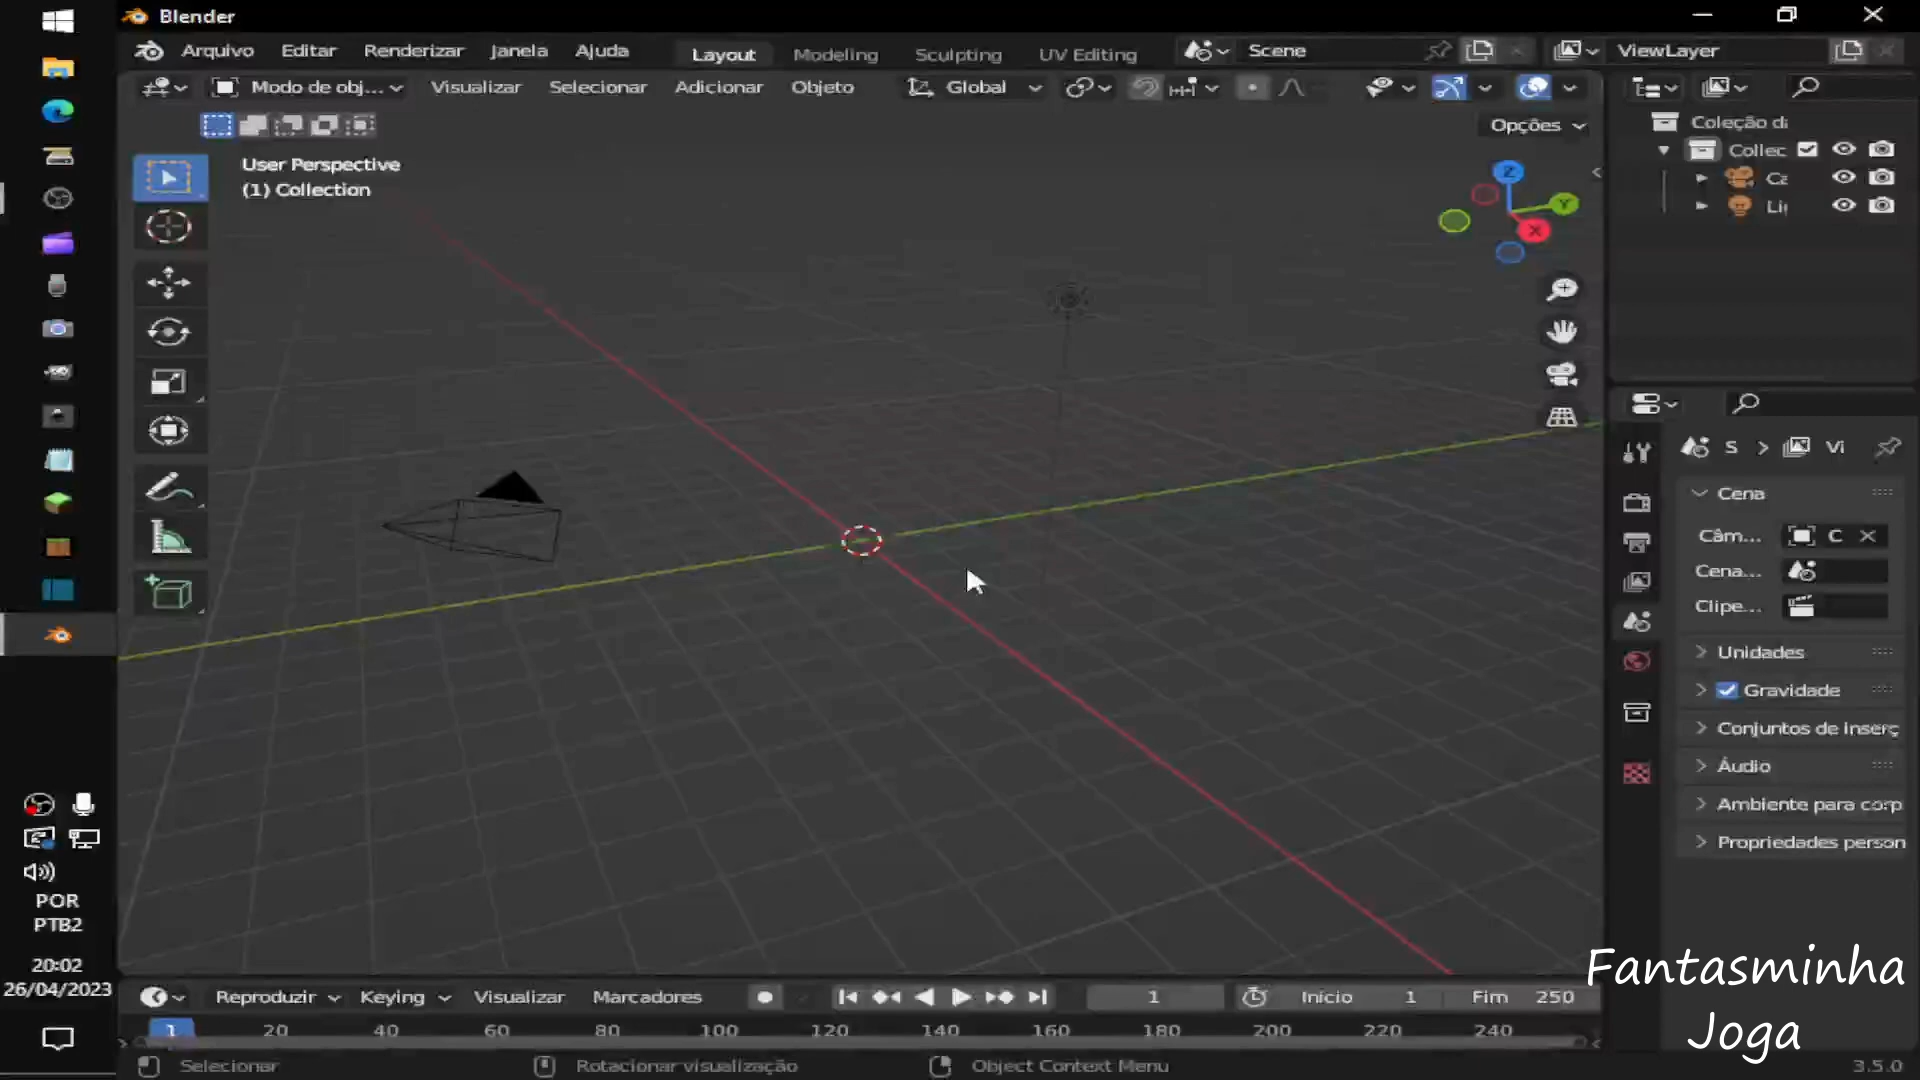 Blender
Arquivo Editar Renderizar Janela Ajuda Layout Modeling Sculpting UV Editing Scene ViewLayer
Modo de obj... Visualizar Selecionar Adicionar Objeto Global
Opções
User Perspective
(1) Collection
Z
Y
X
Coleção di
Collec
Ca
Li
S Vi
Cena
Câm... C
Cena...
Clipe...
Unidades
Gravidade
Conjuntos de inserç
Áudio
Ambiente para corp
Propriedades person
POR
PTB2
20:02
26/04/2023
Fantasminha
Joga
Reproduzir Keying Visualizar Marcadores 1 Início 1 Fim 250
1 20 40 60 80 100 120 140 160 180 200 220 240
Selecionar Rotacionar visualização Object Context Menu 3.5.0